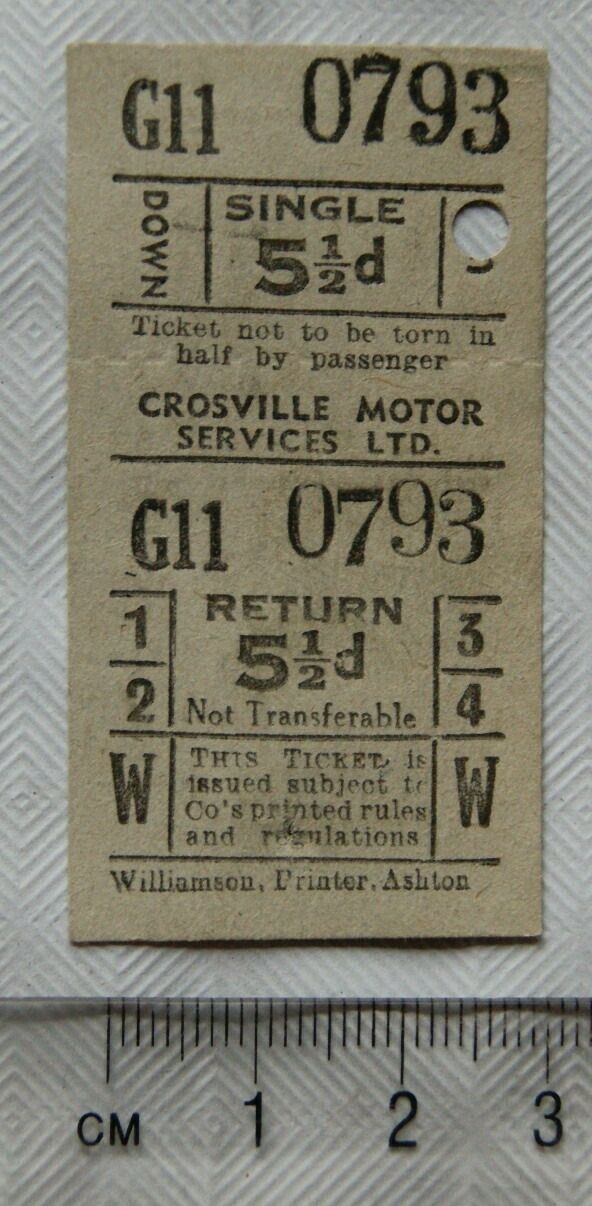 G11 0793
DOWN
SINGLE
5½d
Ticket not to be torn in
half by passenger
CROSVILLE MOTOR
SERVICES LTD.
G11 0793
1
2
RETURN
5½d
Not Transferable
3
4
W
THIS TICKET is
issued subject to
Co's printed rules
and regulations
W
Williamson, Printer, Ashton
CM 1 2 3